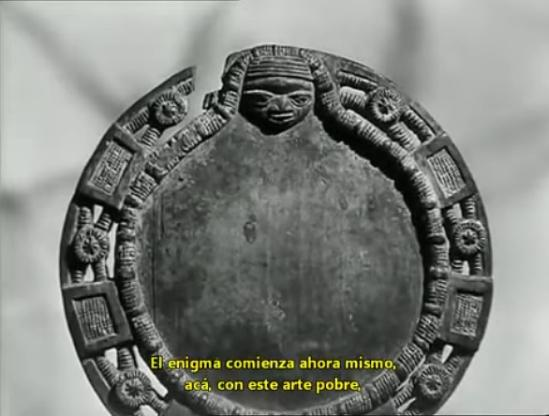 El enigma comienza ahora mismo,
acá, con este arte pobre,